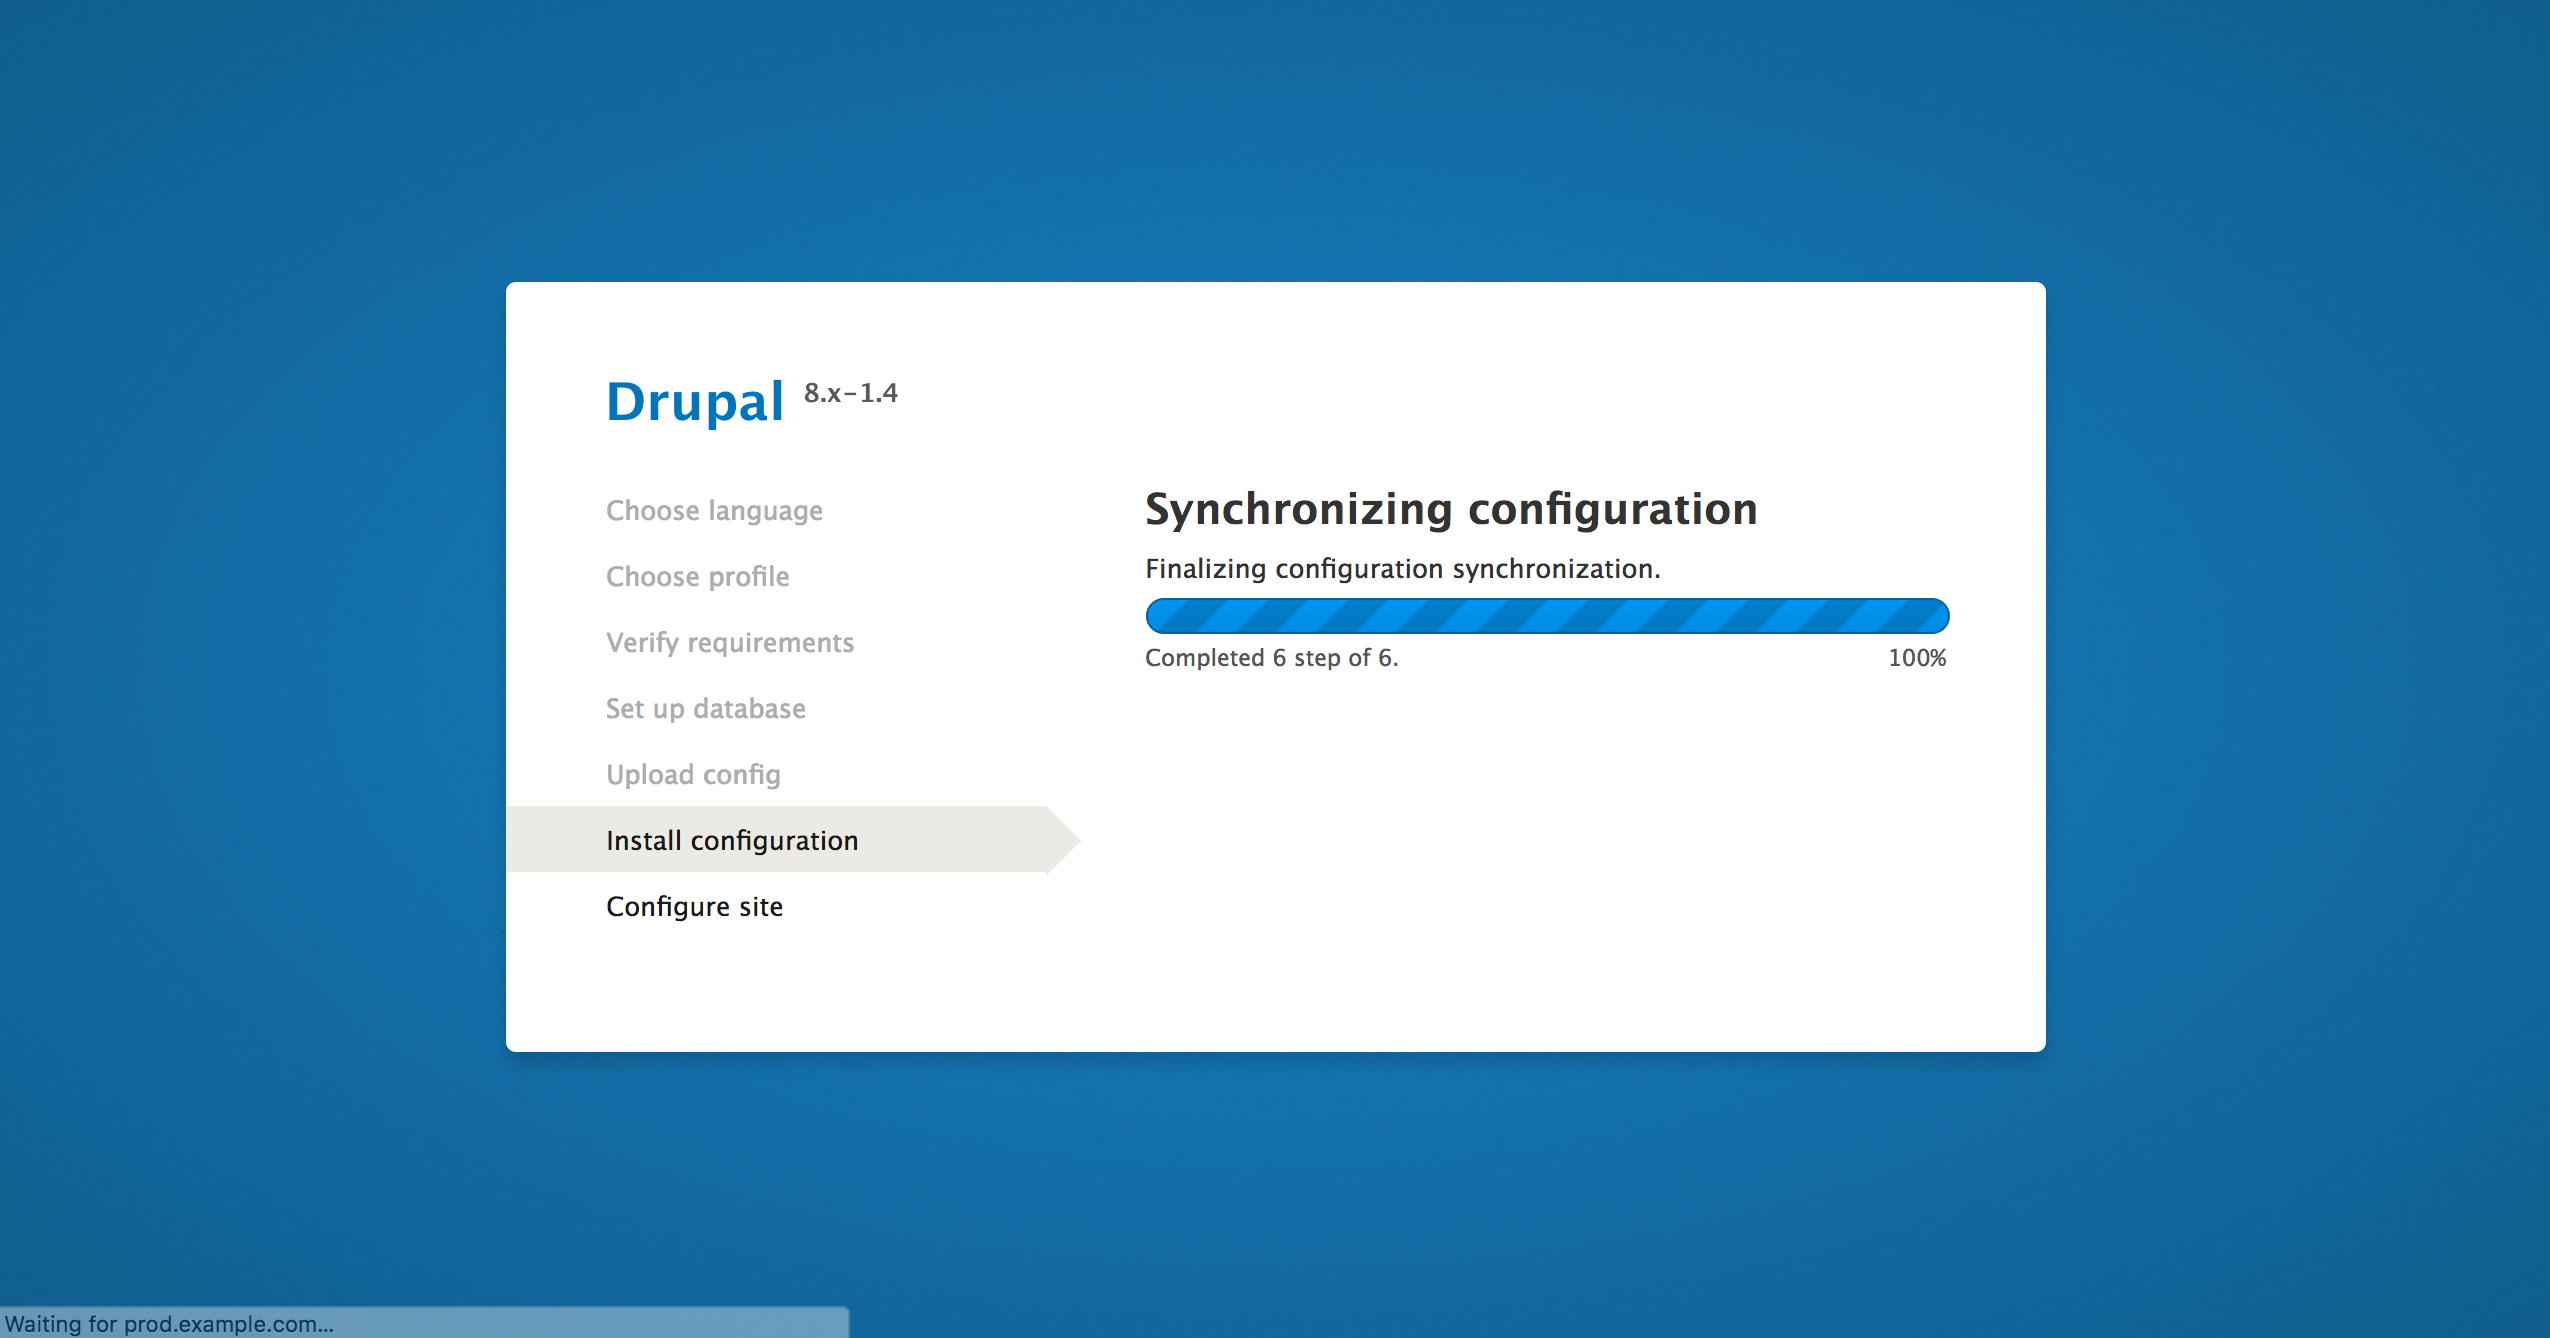 Drupal 8.x-1.4
Choose language
Choose profile
Verify requirements
Set up database
Upload config
Install configuration
Configure site
Synchronizing configuration
Finalizing configuration synchronization.
Completed 6 step of 6. 100%
Waiting for prod.example.com...